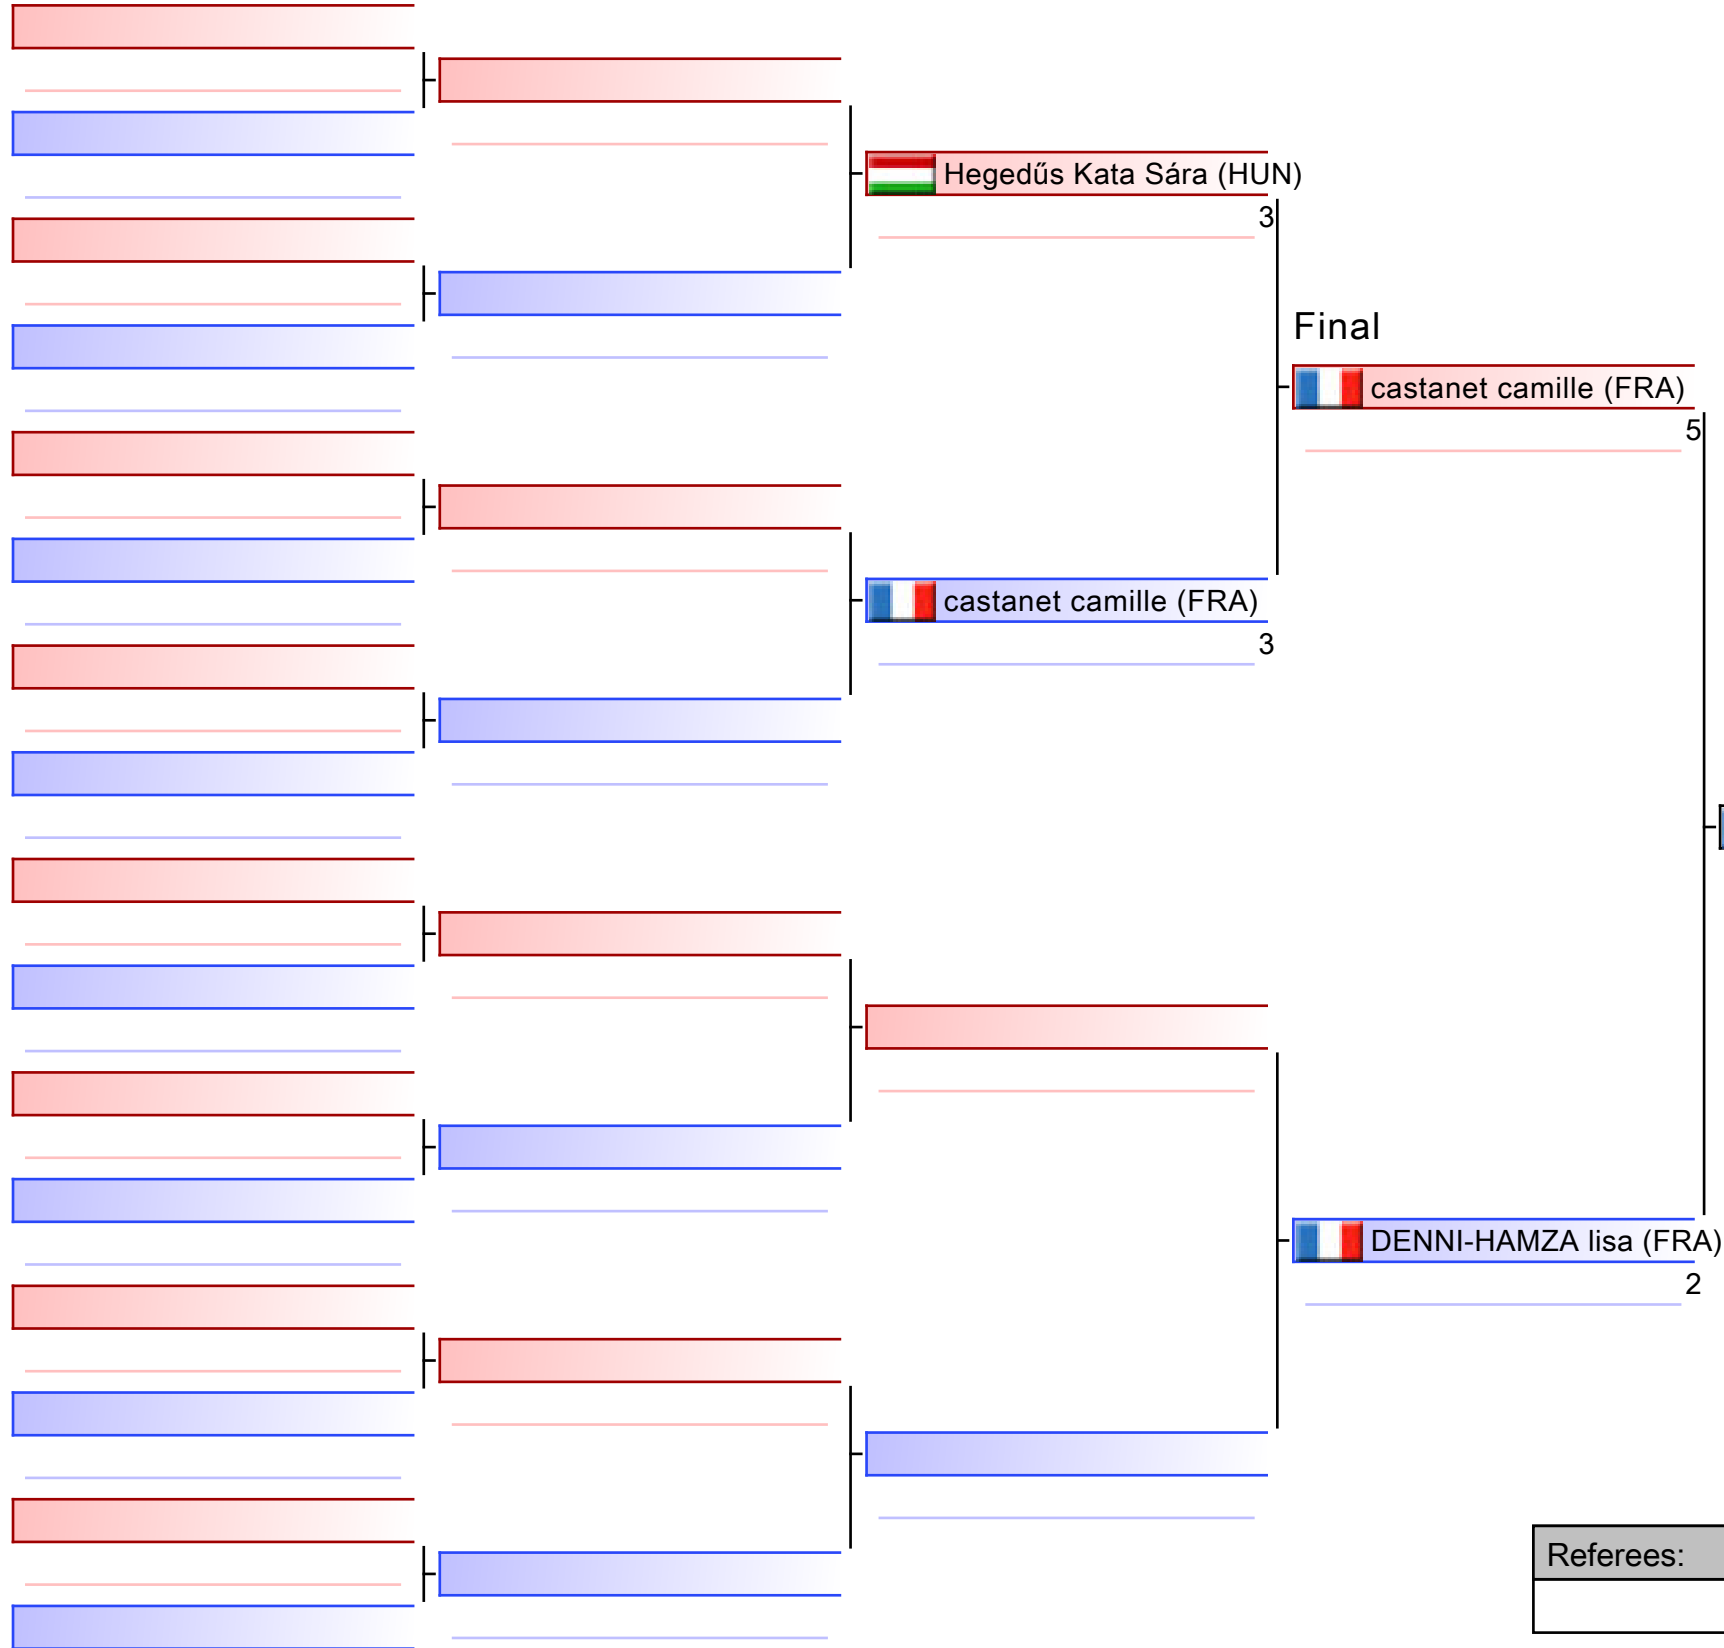 Hegedűs Kata Sára (HUN)
3
Final
castanet camille (FRA)
5
castanet camille (FRA)
3
DENNI-HAMZA lisa (FRA)
2
Referees: